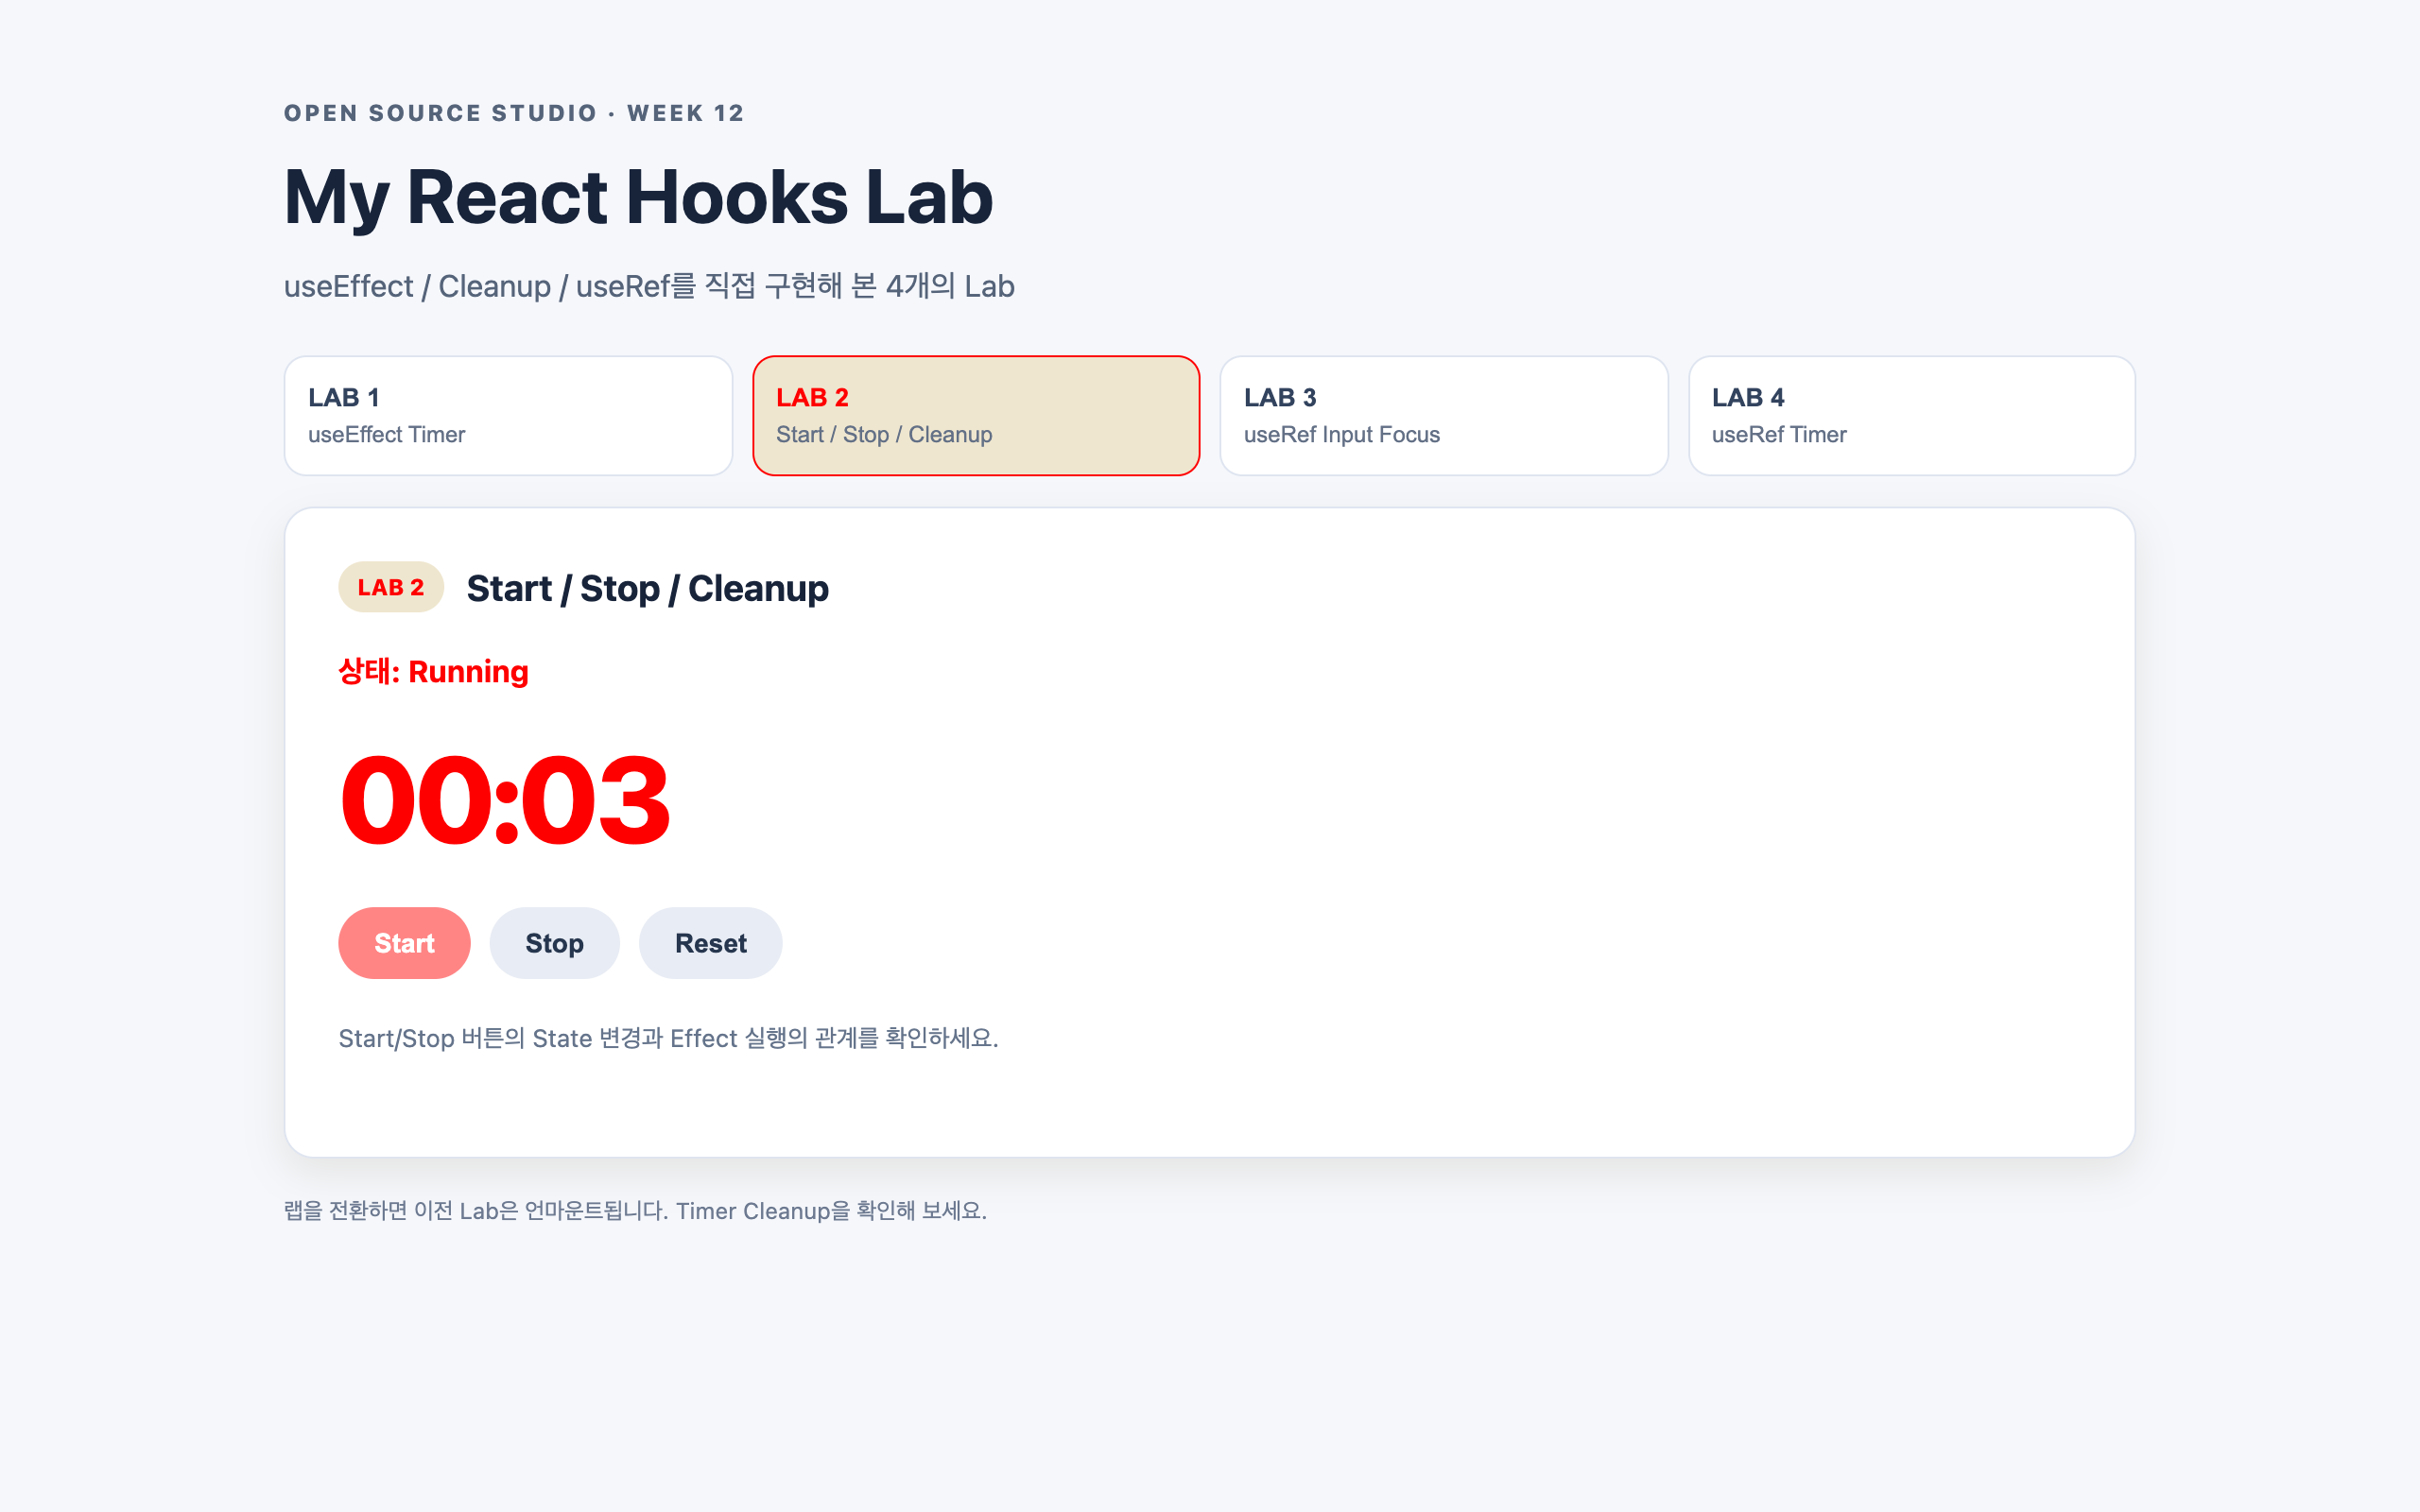 OPEN SOURCE STUDIO · WEEK 12
My React Hooks Lab
useEffect / Cleanup / useRef를 직접 구현해 본 4개의 Lab
LAB 1
useEffect Timer
LAB 2
Start / Stop / Cleanup
LAB 3
useRef Input Focus
LAB 4
useRef Timer
LAB 2 Start / Stop / Cleanup
상태: Running
00:03
Start Stop Reset
Start/Stop 버튼의 State 변경과 Effect 실행의 관계를 확인하세요.
랩을 전환하면 이전 Lab은 언마운트됩니다. Timer Cleanup을 확인해 보세요.